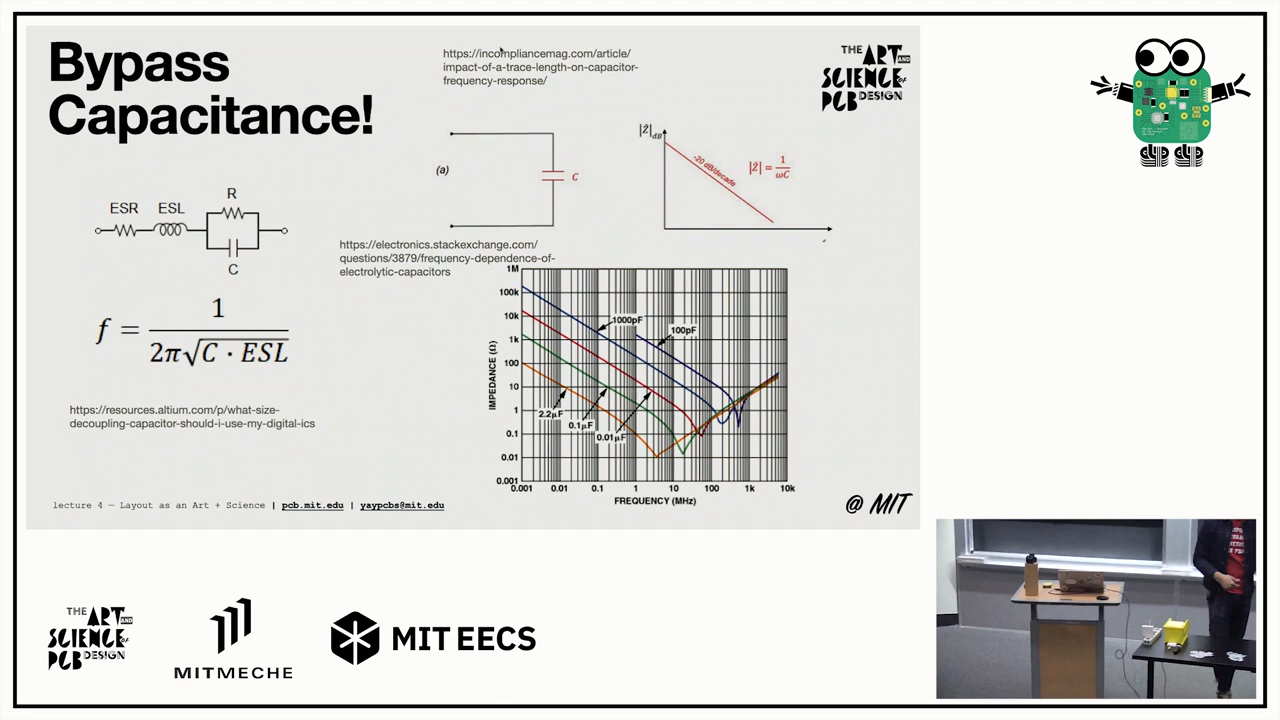 Bypass
Capacitance!
https://incompliancemag.com/article/
impact-of-a-trace-length-on-capacitor-
frequency-response/
THE ART AND
SCIENCE of
PCB DESIGN
(a)
C
|Ẑ|dB
-20 dB/decade
|Ẑ| = 1/ωC
ESR
ESL
R
C
f = 1 / 2π√C · ESL
https://electronics.stackexchange.com/
questions/3879/frequency-dependence-of-
electrolytic-capacitors
IMPEDANCE (Ω)
1M
100k
10k
1k
100
10
1
0.1
0.01
0.001
1000pF
100pF
2.2µF
0.1µF
0.01µF
0.001 0.01 0.1 1 10 100 1k 10k
FREQUENCY (MHz)
https://resources.altium.com/p/what-size-
decoupling-capacitor-should-i-use-my-digital-ics
lecture 4 — Layout as an Art + Science | pcb.mit.edu | yaypcbs@mit.edu
@ MIT
THE ART AND
SCIENCE of
PCB DESIGN
MITMECHE
MIT EECS